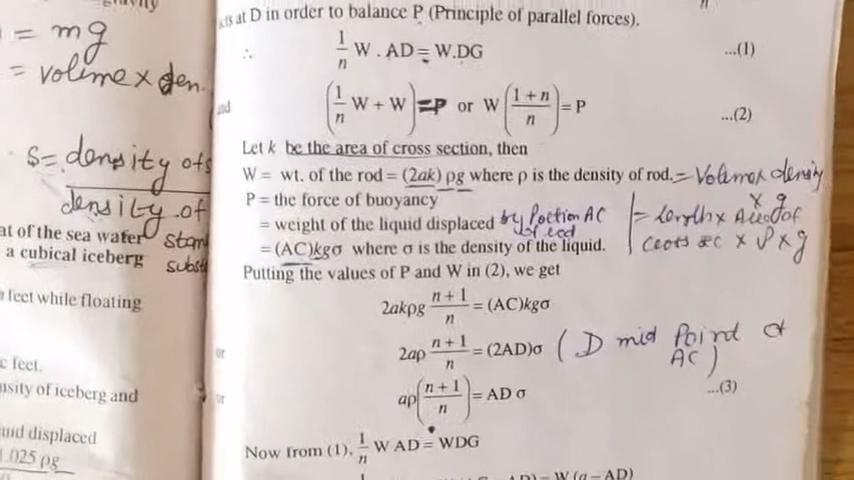 = mg
= volime x den.
S = density of s
density of
at of the sea water
a cubical iceberg
feet while floating
c feet.
nsity of iceberg and
uid displaced
1.025 ρg
at D in order to balance P (Principle of parallel forces).
∴ 1/n W . AD = W.DG ...(1)
and (1/n W + W) = P or W ((1 + n)/n) = P ...(2)
Let k be the area of cross section, then
W = wt. of the rod = (2ak) ρg where ρ is the density of rod. = Volume x density x g
P = the force of buoyancy = length x Area of
= weight of the liquid displaced by Poction AC of rod cross sec x ρ x g
= (AC)kgσ where σ is the density of the liquid.
Putting the values of P and W in (2), we get
2akρg (n + 1)/n = (AC)kgσ
or 2aρ (n + 1)/n = (2AD)σ ( D mid Point of AC )
or aρ((n + 1)/n) = AD σ ...(3)
Now from (1), 1/n W AD = WDG
AD) = W (a – AD)